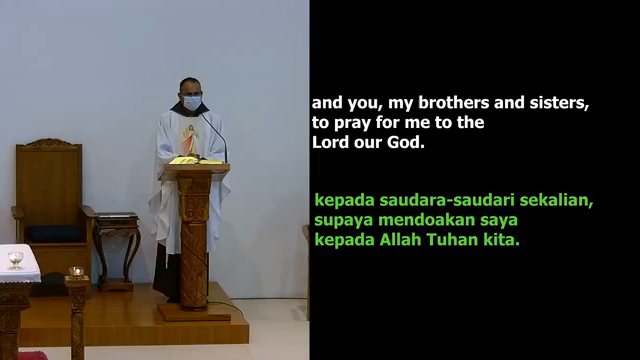 and you, my brothers and sisters,
to pray for me to the
Lord our God.
kepada saudara-saudari sekalian,
supaya mendoakan saya
kepada Allah Tuhan kita.